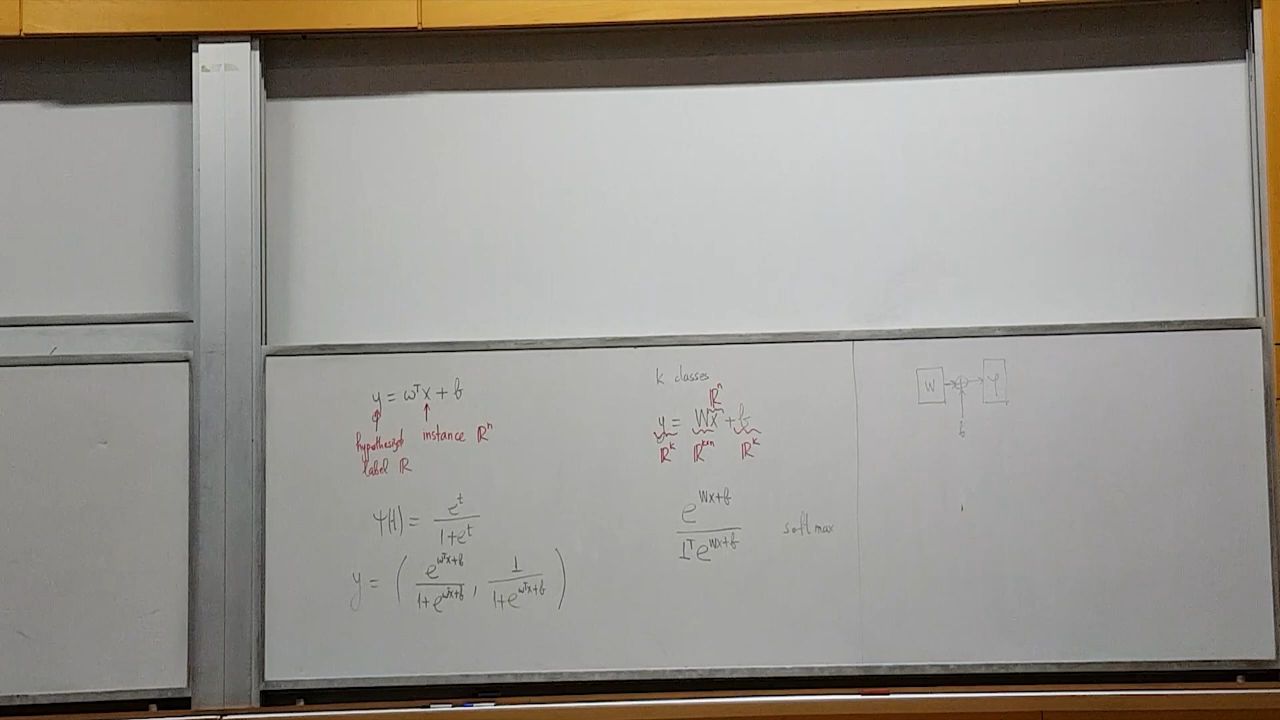 y = wᵀx + b
hypothesized instance ℝⁿ
label ℝ
φ(t) = eᵗ / (1+eᵗ)
y = ( e^(wᵀx+b) / (1+e^(wᵀx+b)) , 1 / (1+e^(wᵀx+b)) )
k classes
ℝⁿ
y = Wx + b
ℝᵏ ℝᵏˣⁿ ℝᵏ
e^(Wx+b) / (1ᵀe^(Wx+b)) softmax
W + φ
b